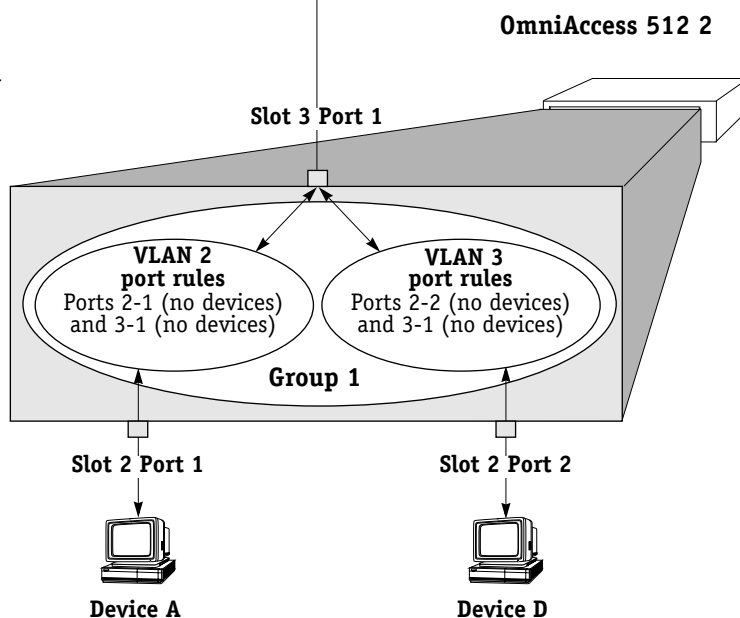 OmniAccess 512 2
Slot 3 Port 1
VLAN 2
port rules
Ports 2-1 (no devices)
and 3-1 (no devices)
VLAN 3
port rules
Ports 2-2 (no devices)
and 3-1 (no devices)
Group 1
Slot 2 Port 1
Slot 2 Port 2
Device A
Device D